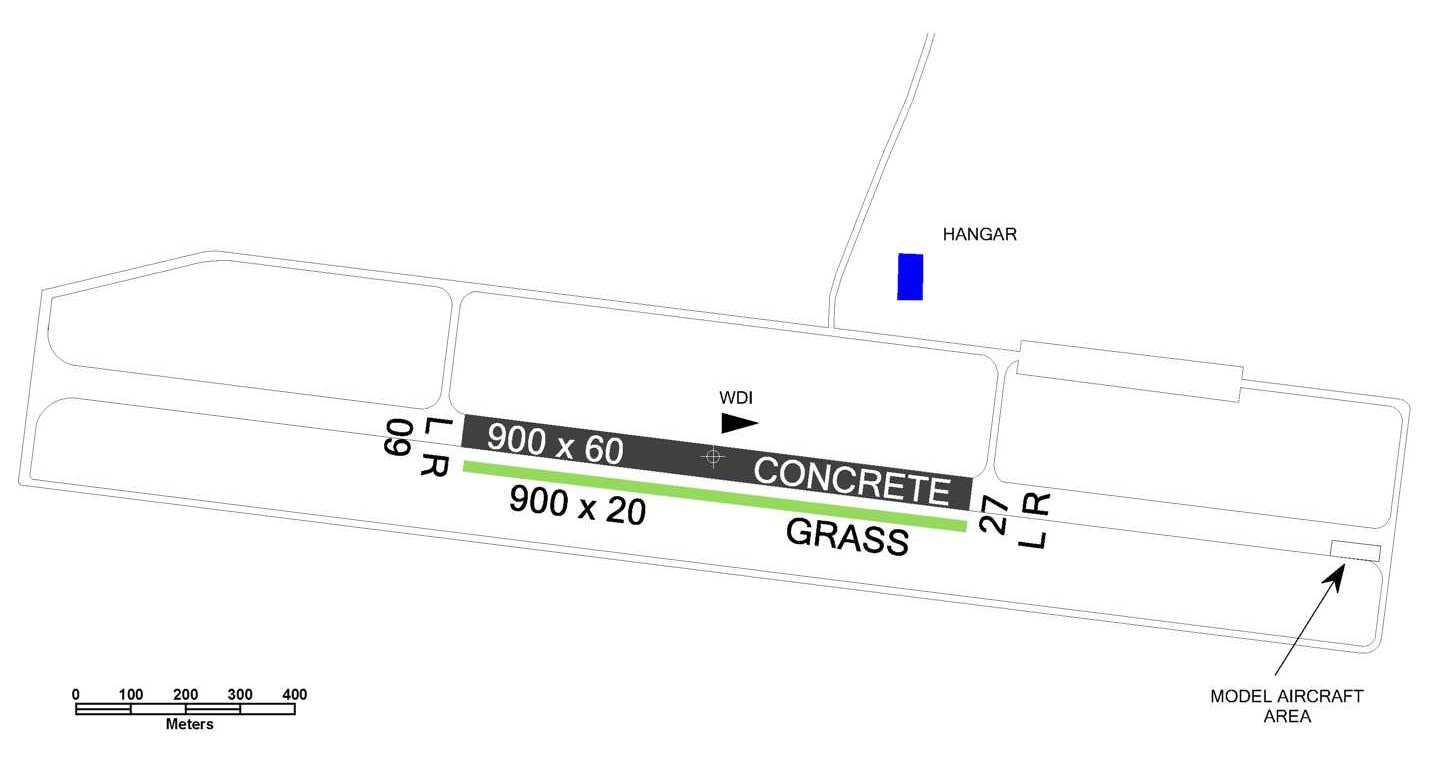 HANGAR
WDI
09
L
R
900 x 60
CONCRETE
900 x 20
GRASS
27
R
L
0 100 200 300 400
Meters
MODEL AIRCRAFT
AREA